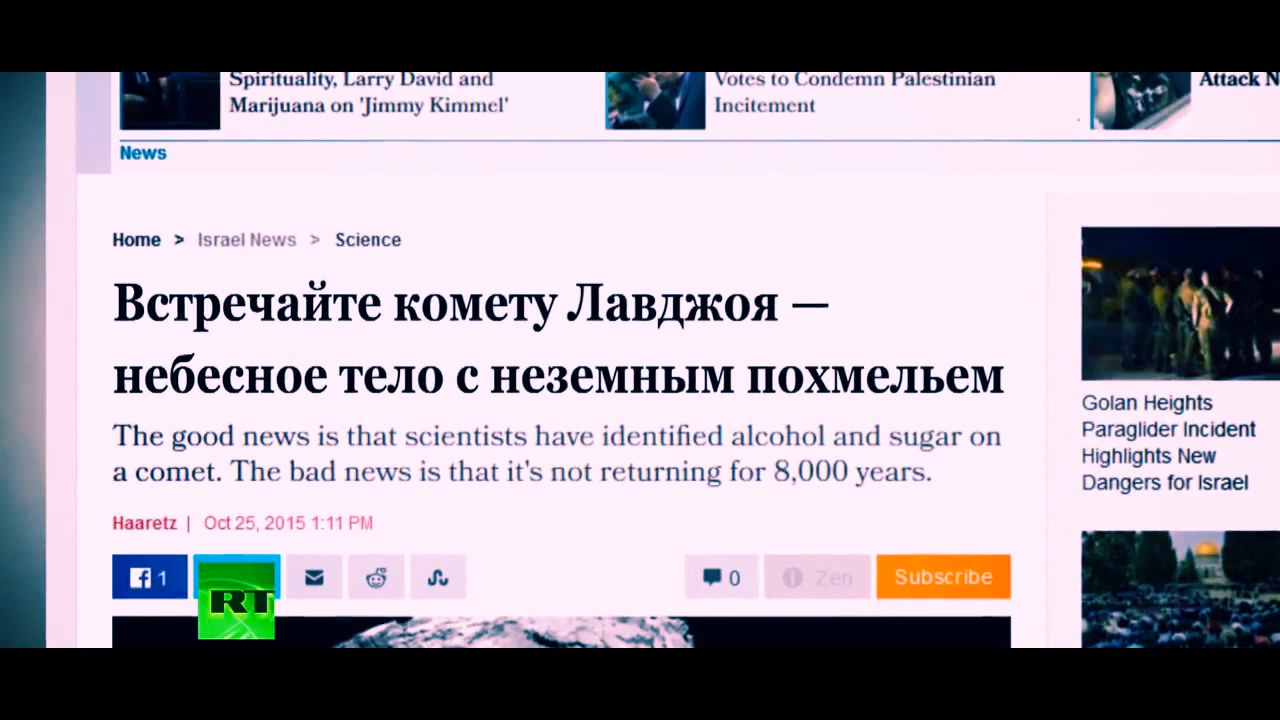 Spirituality, Larry David and
Marijuana on 'Jimmy Kimmel'
Votes to Condemn Palestinian
Incitement
Attack N
News
Home > Israel News > Science
Встречайте комету Лавджоя —
небесное тело с неземным похмельем
The good news is that scientists have identified alcohol and sugar on
a comet. The bad news is that it's not returning for 8,000 years.
Haaretz | Oct 25, 2015 1:11 PM
1
0
Zen
Subscribe
RT
Golan Heights
Paraglider Incident
Highlights New
Dangers for Israel